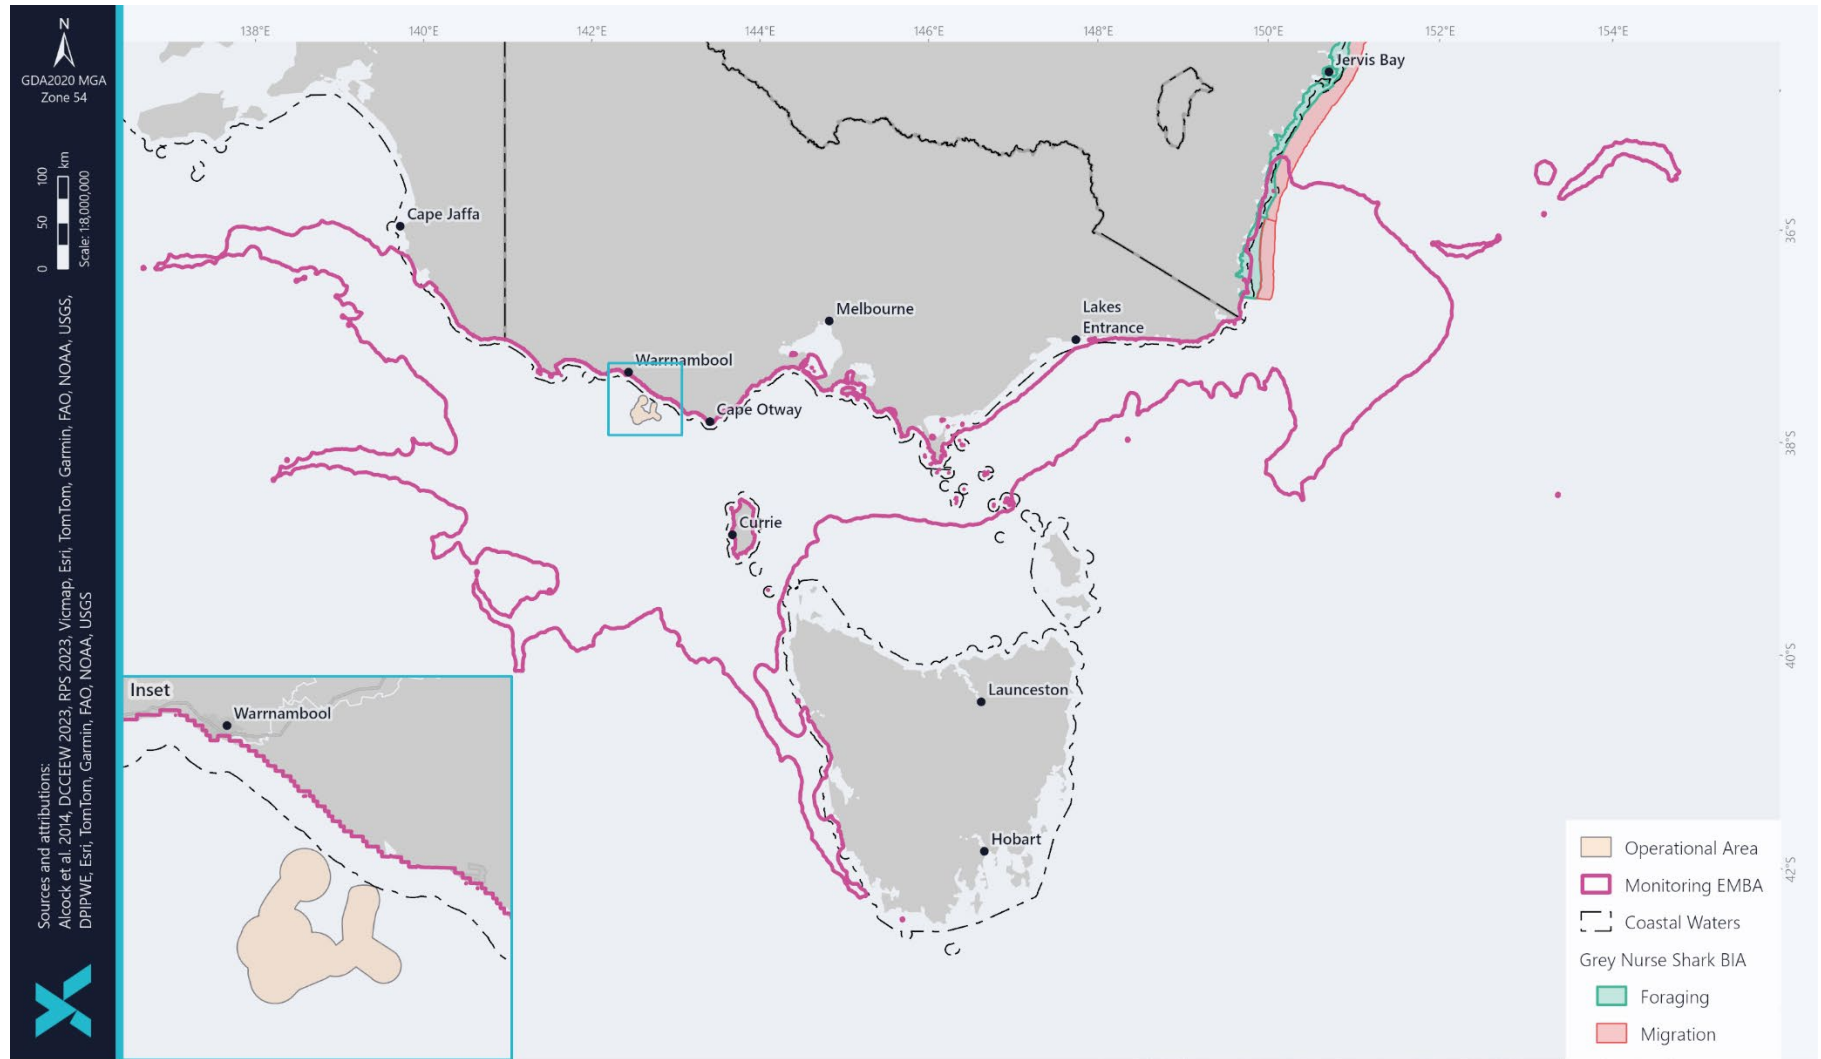 N
GDA2020 MGA
Zone 54
0 50 100
km
Scale: 1:8,000,000
Sources and attributions:
Alcock et al. 2014, DCCEEW 2023, RPS 2023, Vicmap, Esri, TomTom, Garmin, FAO, NOAA, USGS,
DPIPWE, Esri, TomTom, Garmin, FAO, NOAA, USGS
138°E 140°E 142°E 144°E 146°E 148°E 150°E 152°E 154°E
Jervis Bay
Cape Jaffa
36°S
Melbourne
Lakes
Entrance
Warrnambool
Cape Otway
38°S
Currie
40°S
Launceston
Hobart
42°S
Inset
Warrnambool
Operational Area
Monitoring EMBA
Coastal Waters
Grey Nurse Shark BIA
Foraging
Migration